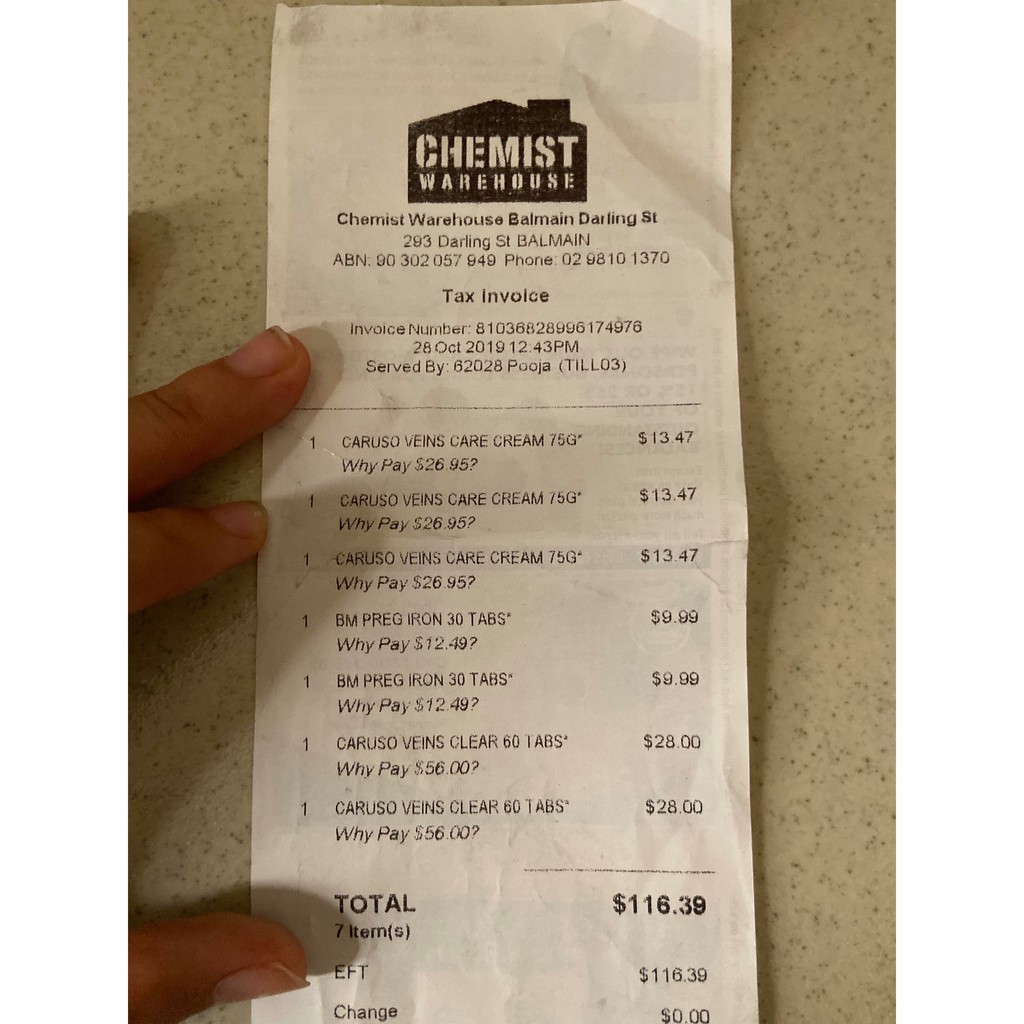 CHEMIST
WAREHOUSE
Chemist Warehouse Balmain Darling St
293 Darling St BALMAIN
ABN: 90 302 057 949 Phone: 02 9810 1370
Tax Invoice
Invoice Number: 81036828996174976
28 Oct 2019 12:43PM
Served By: 62028 Pooja (TILL03)
1 CARUSO VEINS CARE CREAM 75G* $13.47
Why Pay $26.95?
1 CARUSO VEINS CARE CREAM 75G* $13.47
Why Pay $26.95?
1 CARUSO VEINS CARE CREAM 75G* $13.47
Why Pay $26.95?
1 BM PREG IRON 30 TABS* $9.99
Why Pay $12.49?
1 BM PREG IRON 30 TABS* $9.99
Why Pay $12.49?
1 CARUSO VEINS CLEAR 60 TABS* $28.00
Why Pay $56.00?
1 CARUSO VEINS CLEAR 60 TABS* $28.00
Why Pay $56.00?
TOTAL $116.39
7 Item(s)
EFT $116.39
Change $0.00